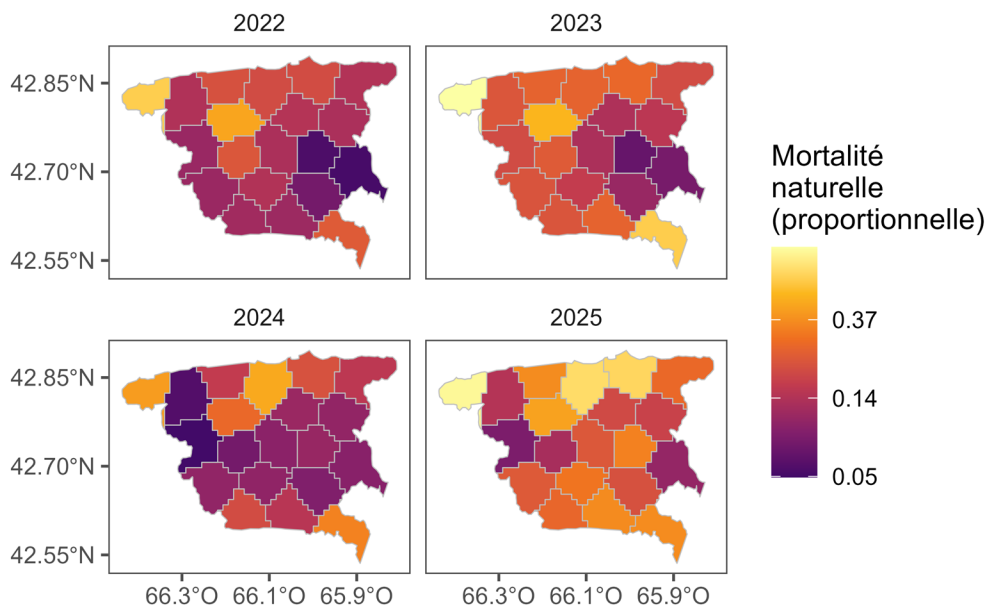 2022
2023
42.85°N
42.70°N
42.55°N
2024
2025
42.85°N
42.70°N
42.55°N
66.3°O 66.1°O 65.9°O
66.3°O 66.1°O 65.9°O
Mortalité
naturelle
(proportionnelle)
0.37
0.14
0.05